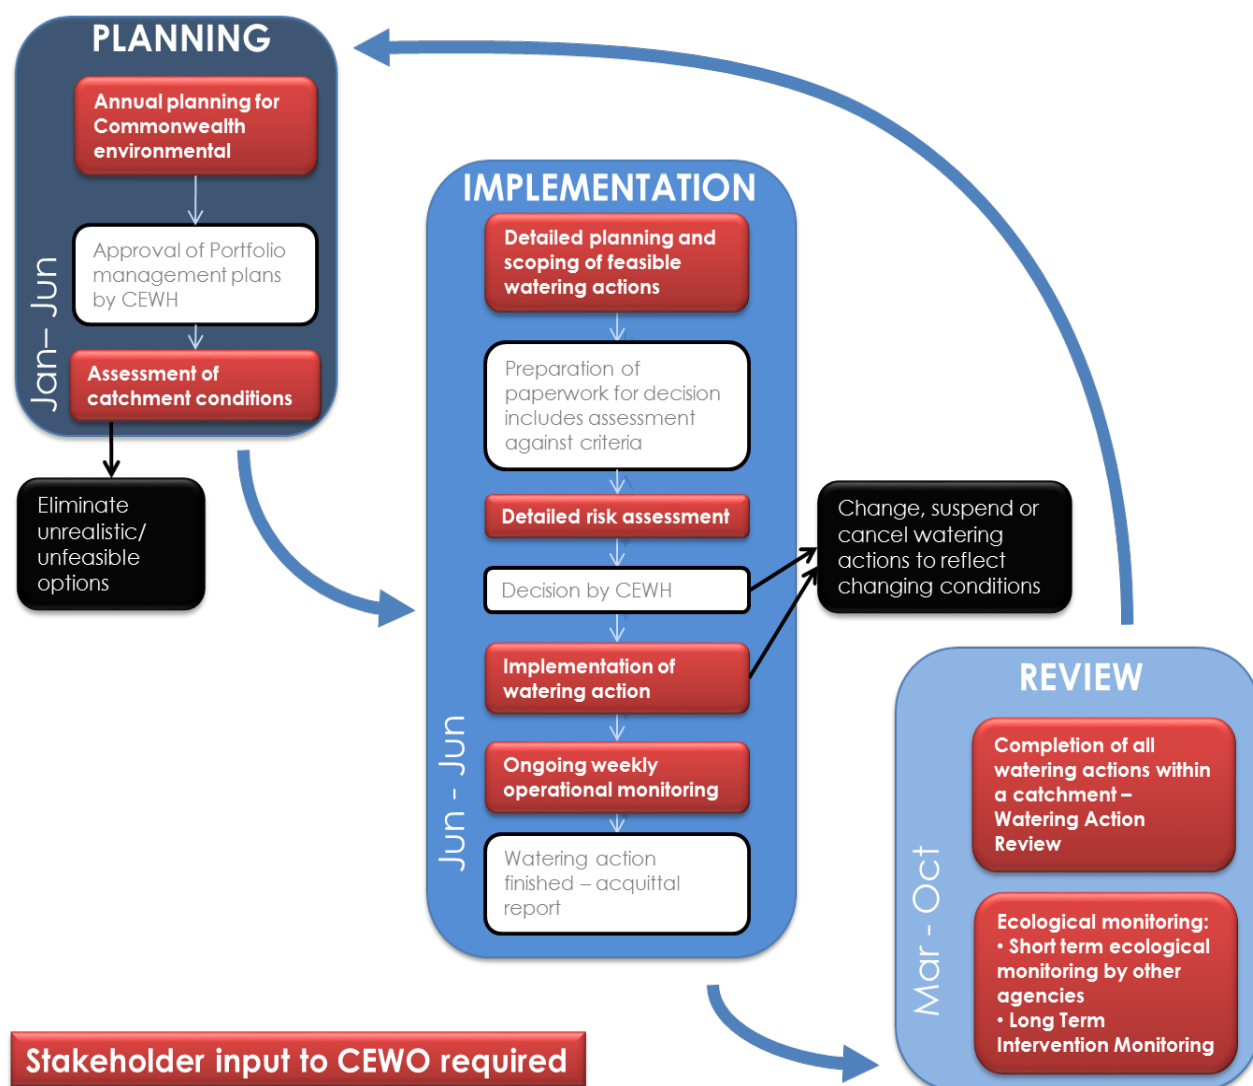 PLANNING
Annual planning for
Commonwealth
environmental
Approval of Portfolio
management plans
by CEWH
Assessment of
catchment conditions
Jan– Jun
Eliminate
unrealistic/
unfeasible
options
IMPLEMENTATION
Detailed planning and
scoping of feasible
watering actions
Preparation of
paperwork for decision
includes assessment
against criteria
Detailed risk assessment
Decision by CEWH
Implementation of
watering action
Ongoing weekly
operational monitoring
Watering action
finished – acquittal
report
Jun - Jun
Change, suspend or
cancel watering
actions to reflect
changing conditions
REVIEW
Completion of all
watering actions within
a catchment –
Watering Action
Review
Ecological monitoring:
• Short term ecological
monitoring by other
agencies
• Long Term
Intervention Monitoring
Mar - Oct
Stakeholder input to CEWO required